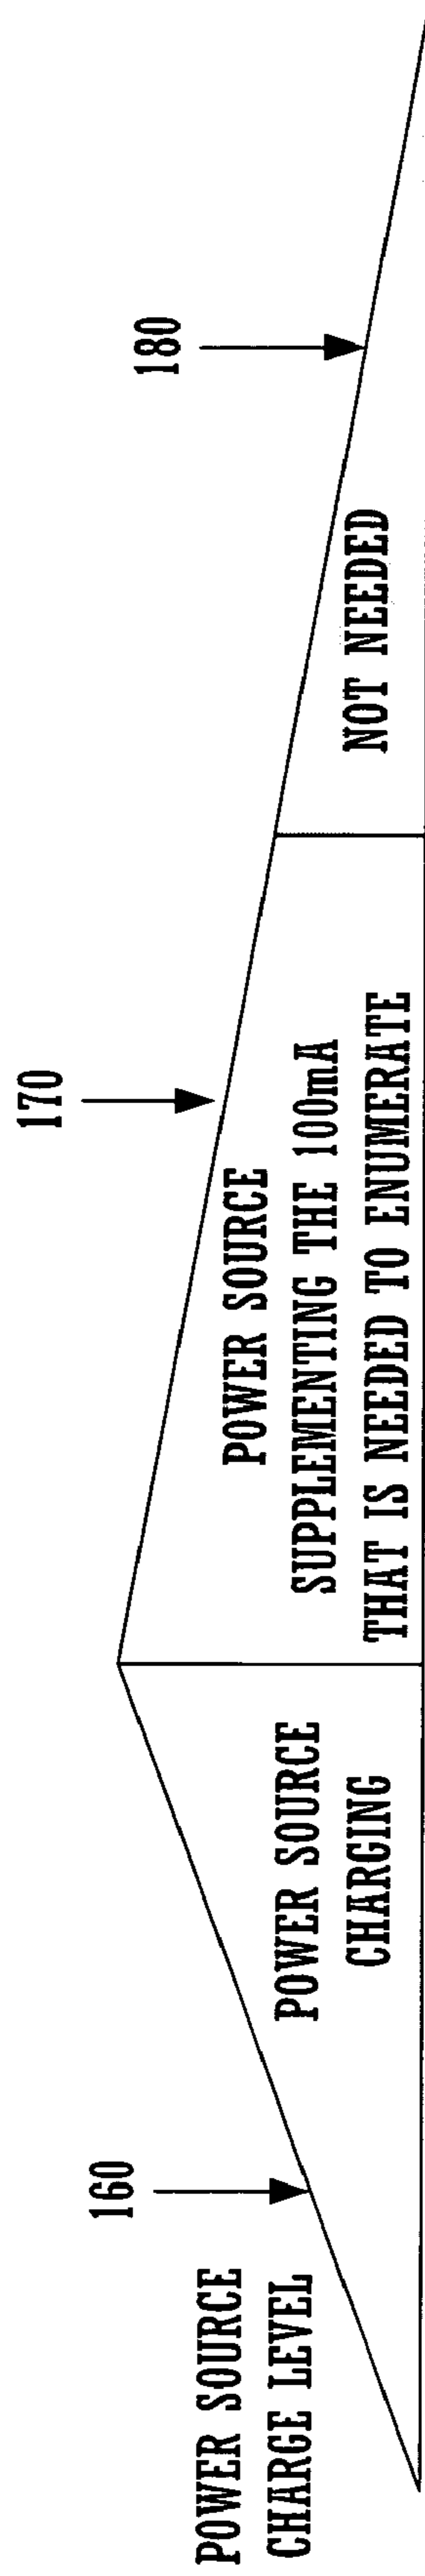 POWER SOURCE
CHARGE LEVEL
160
POWER SOURCE
CHARGING
170
POWER SOURCE
SUPPLEMENTING THE 100mA
THAT IS NEEDED TO ENUMERATE
180
NOT NEEDED